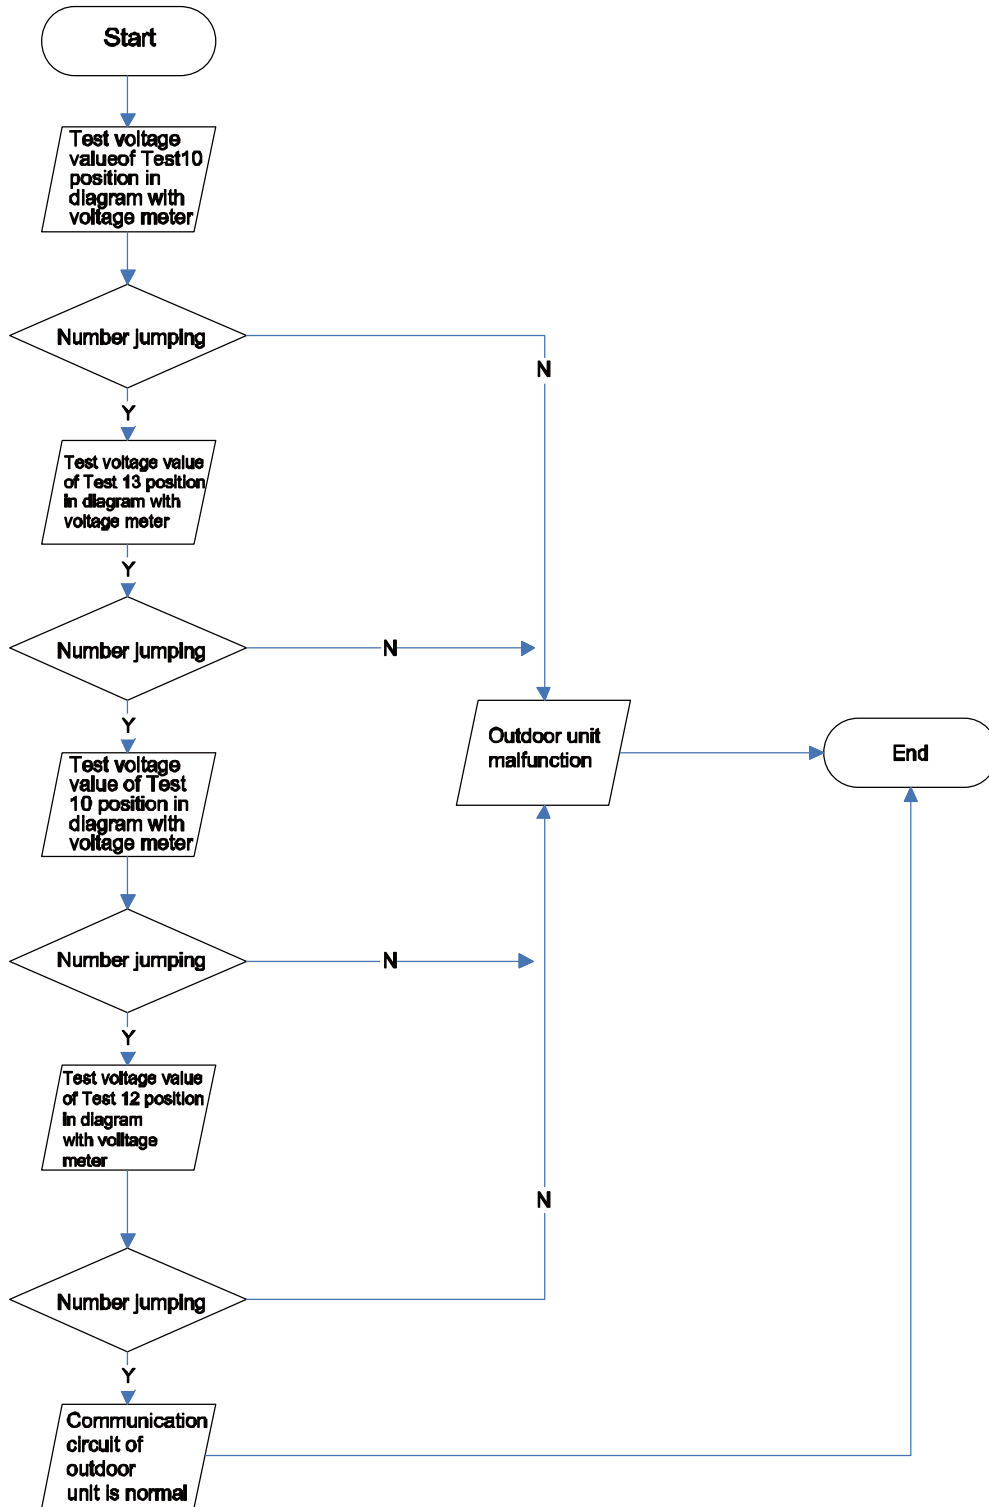 Start
Test voltage
valueof Test10
position in
diagram with
voltage meter
Number jumping
N
Y
Test voltage value
of Test 13 position
in diagram with
voltage meter
Y
Number jumping
N
Y
Test voltage
value of Test
10 position in
diagram with
voltage meter
Outdoor unit
malfunction
End
Number jumping
N
Y
Test voltage value
of Test 12 position
in diagram
with volltage
meter
N
Number jumping
Y
Communication
circuit of
outdoor
unit is normal